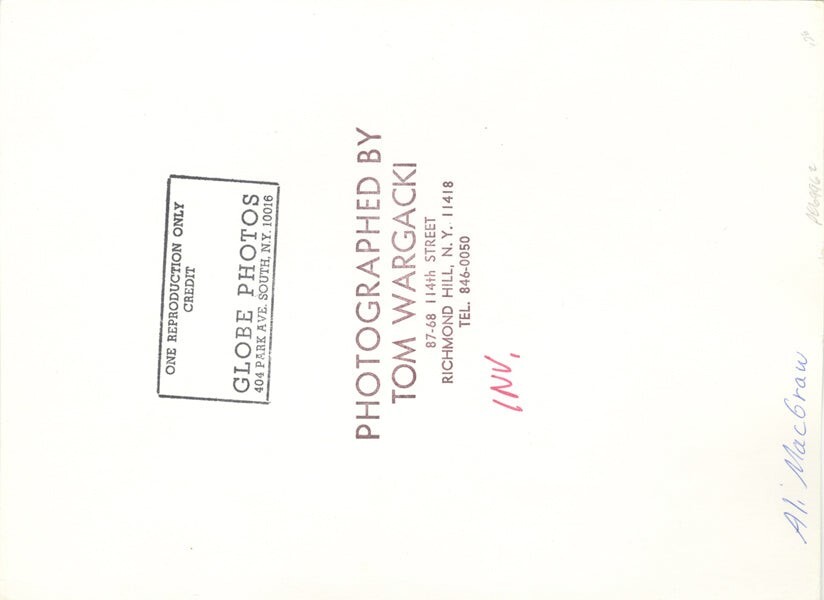 ONE REPRODUCTION ONLY
CREDIT
GLOBE PHOTOS
404 PARK AVE. SOUTH, N.Y. 10016
PHOTOGRAPHED BY
TOM WARGACKI
87-68 114th STREET
RICHMOND HILL, N.Y. 11418
TEL. 846-0050
INV.
Ali MacGraw